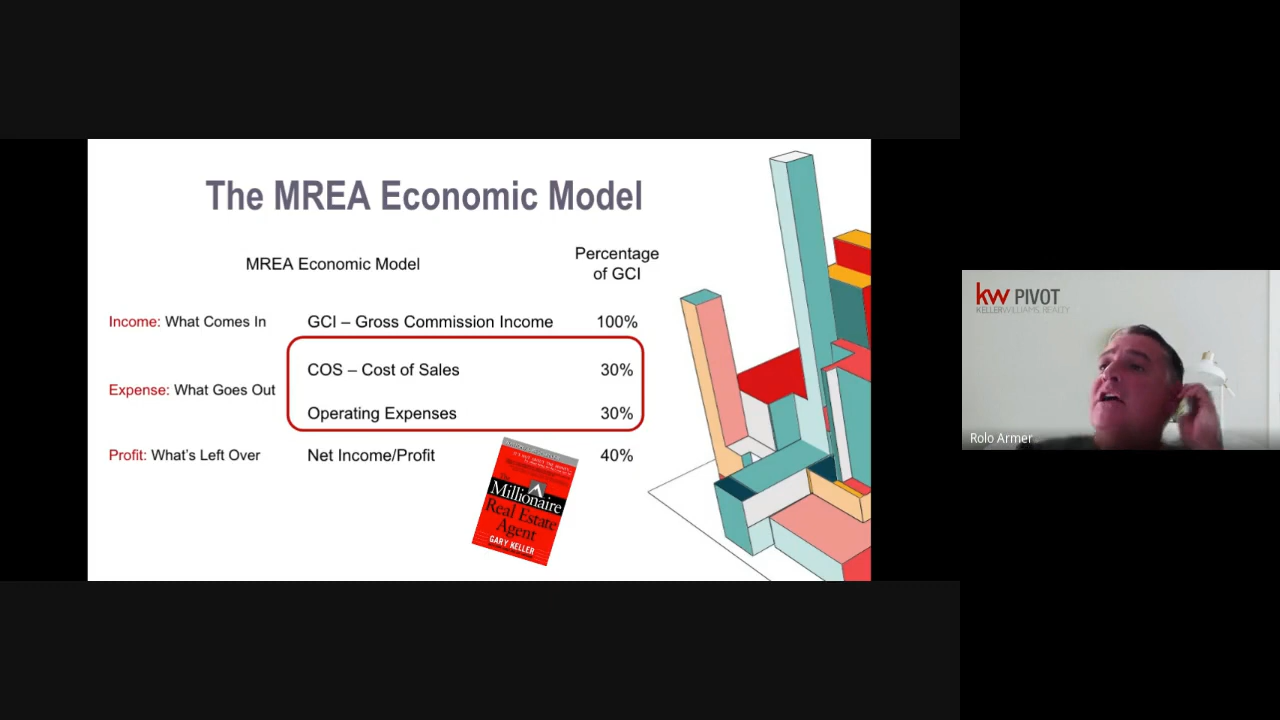 The MREA Economic Model
MREA Economic Model
Percentage
of GCI
Income: What Comes In
GCI – Gross Commission Income
100%
COS – Cost of Sales
30%
Expense: What Goes Out
Operating Expenses
30%
Profit: What's Left Over
Net Income/Profit
40%
Millionaire
Real Estate
Agent
GARY KELLER
kw PIVOT
KELLERWILLIAMS. REALTY
Rolo Armer